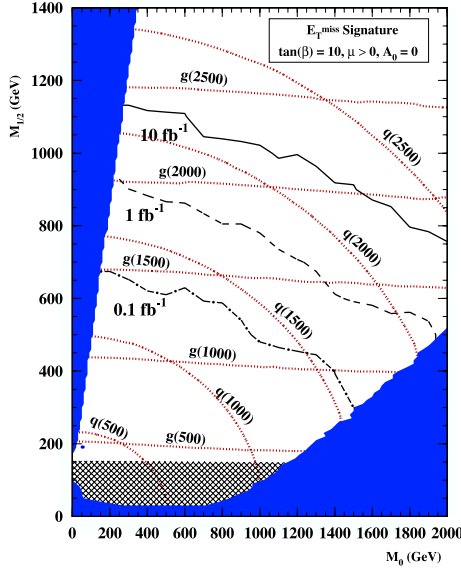 E_T^miss Signature
tan(β) = 10, μ > 0, A_0 = 0
M_1/2 (GeV)
1400
1200
1000
800
600
400
200
0
g(2500)
10 fb^-1
q(2500)
g(2000)
1 fb^-1
q(2000)
g(1500)
0.1 fb^-1
q(1500)
g(1000)
q(1000)
q(500)
g(500)
0 200 400 600 800 1000 1200 1400 1600 1800 2000
M_0 (GeV)